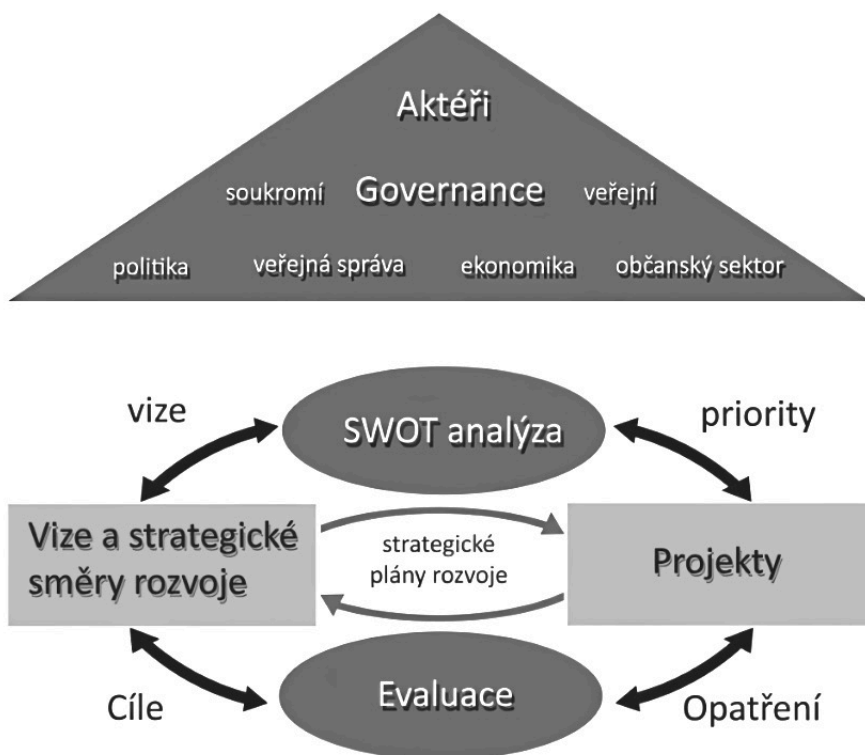 Aktéři
soukromí Governance veřejní
politika veřejná správa ekonomika občanský sektor
vize
SWOT analýza
priority
Vize a strategické
směry rozvoje
strategické
plány rozvoje
Projekty
Cíle
Evaluace
Opatření